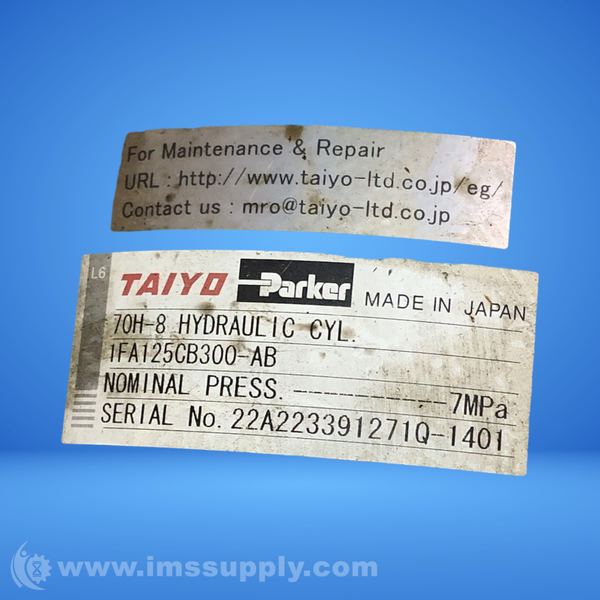 For Maintenance & Repair
URL : http://www.taiyo-ltd.co.jp/eg/
Contact us : mro@taiyo-ltd.co.jp
L6
TAIYO Parker MADE IN JAPAN
70H-8 HYDRAULIC CYL.
1FA125CB300-AB
NOMINAL PRESS. ------------ 7MPa
SERIAL No. 22A223391271Q-1401
www.imssupply.com